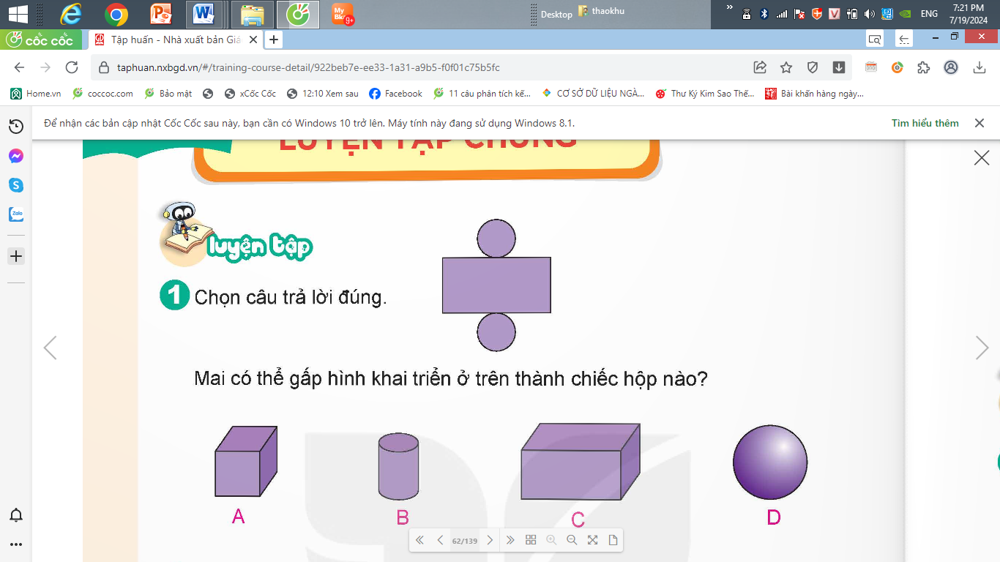 Desktop
thaokhu
ENG
7:21 PM
7/19/2024
My
9+
CỐC CỐC
Tập huấn - Nhà xuất bản Giá
taphuan.nxbgd.vn/#/training-course-detail/922beb7e-ee33-1a31-a9b5-f0f01c75b5fc
Home.vn
coccoc.com
Bảo mật
xCốc Cốc
12:10 Xem sau
Facebook
11 câu phân tích kế...
CƠ SỞ DỮ LIỆU NGÀ...
Thư Ký Kim Sao Thế...
Bài khấn hàng ngày...
Để nhận các bản cập nhật Cốc Cốc sau này, bạn cần có Windows 10 trở lên. Máy tính này đang sử dụng Windows 8.1.
Tìm hiểu thêm
Zalo
LUYỆN TẬP CHUNG
luyện tập
1 Chọn câu trả lời đúng.
Mai có thể gấp hình khai triển ở trên thành chiếc hộp nào?
A
B
C
D
62/139